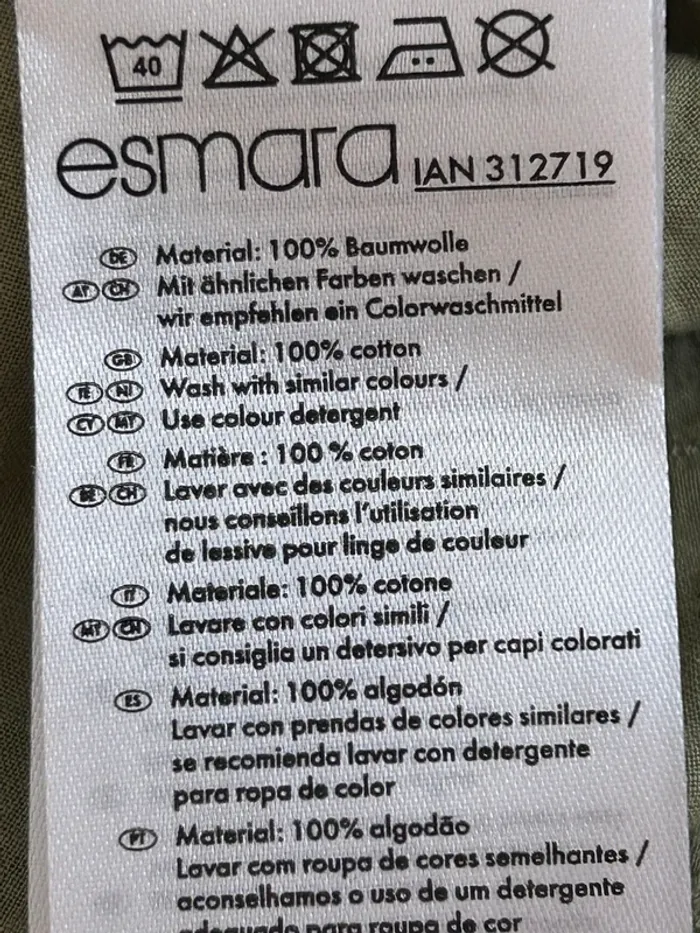 40
esmara IAN 312719
DE Material: 100% Baumwolle
AT CH Mit ähnlichen Farben waschen /
wir empfehlen ein Colorwaschmittel
GB Material: 100% cotton
IE NI Wash with similar colours /
CY MT Use colour detergent
FR Matière : 100 % coton
BE CH Laver avec des couleurs similaires /
nous conseillons l'utilisation
de lessive pour linge de couleur
IT Materiale: 100% cotone
MT CH Lavare con colori simili /
si consiglia un detersivo per capi colorati
ES Material: 100% algodón
Lavar con prendas de colores similares /
se recomienda lavar con detergente
para ropa de color
PT Material: 100% algodão
Lavar com roupa de cores semelhantes /
aconselhamos o uso de um detergente
adequado para roupa de cor